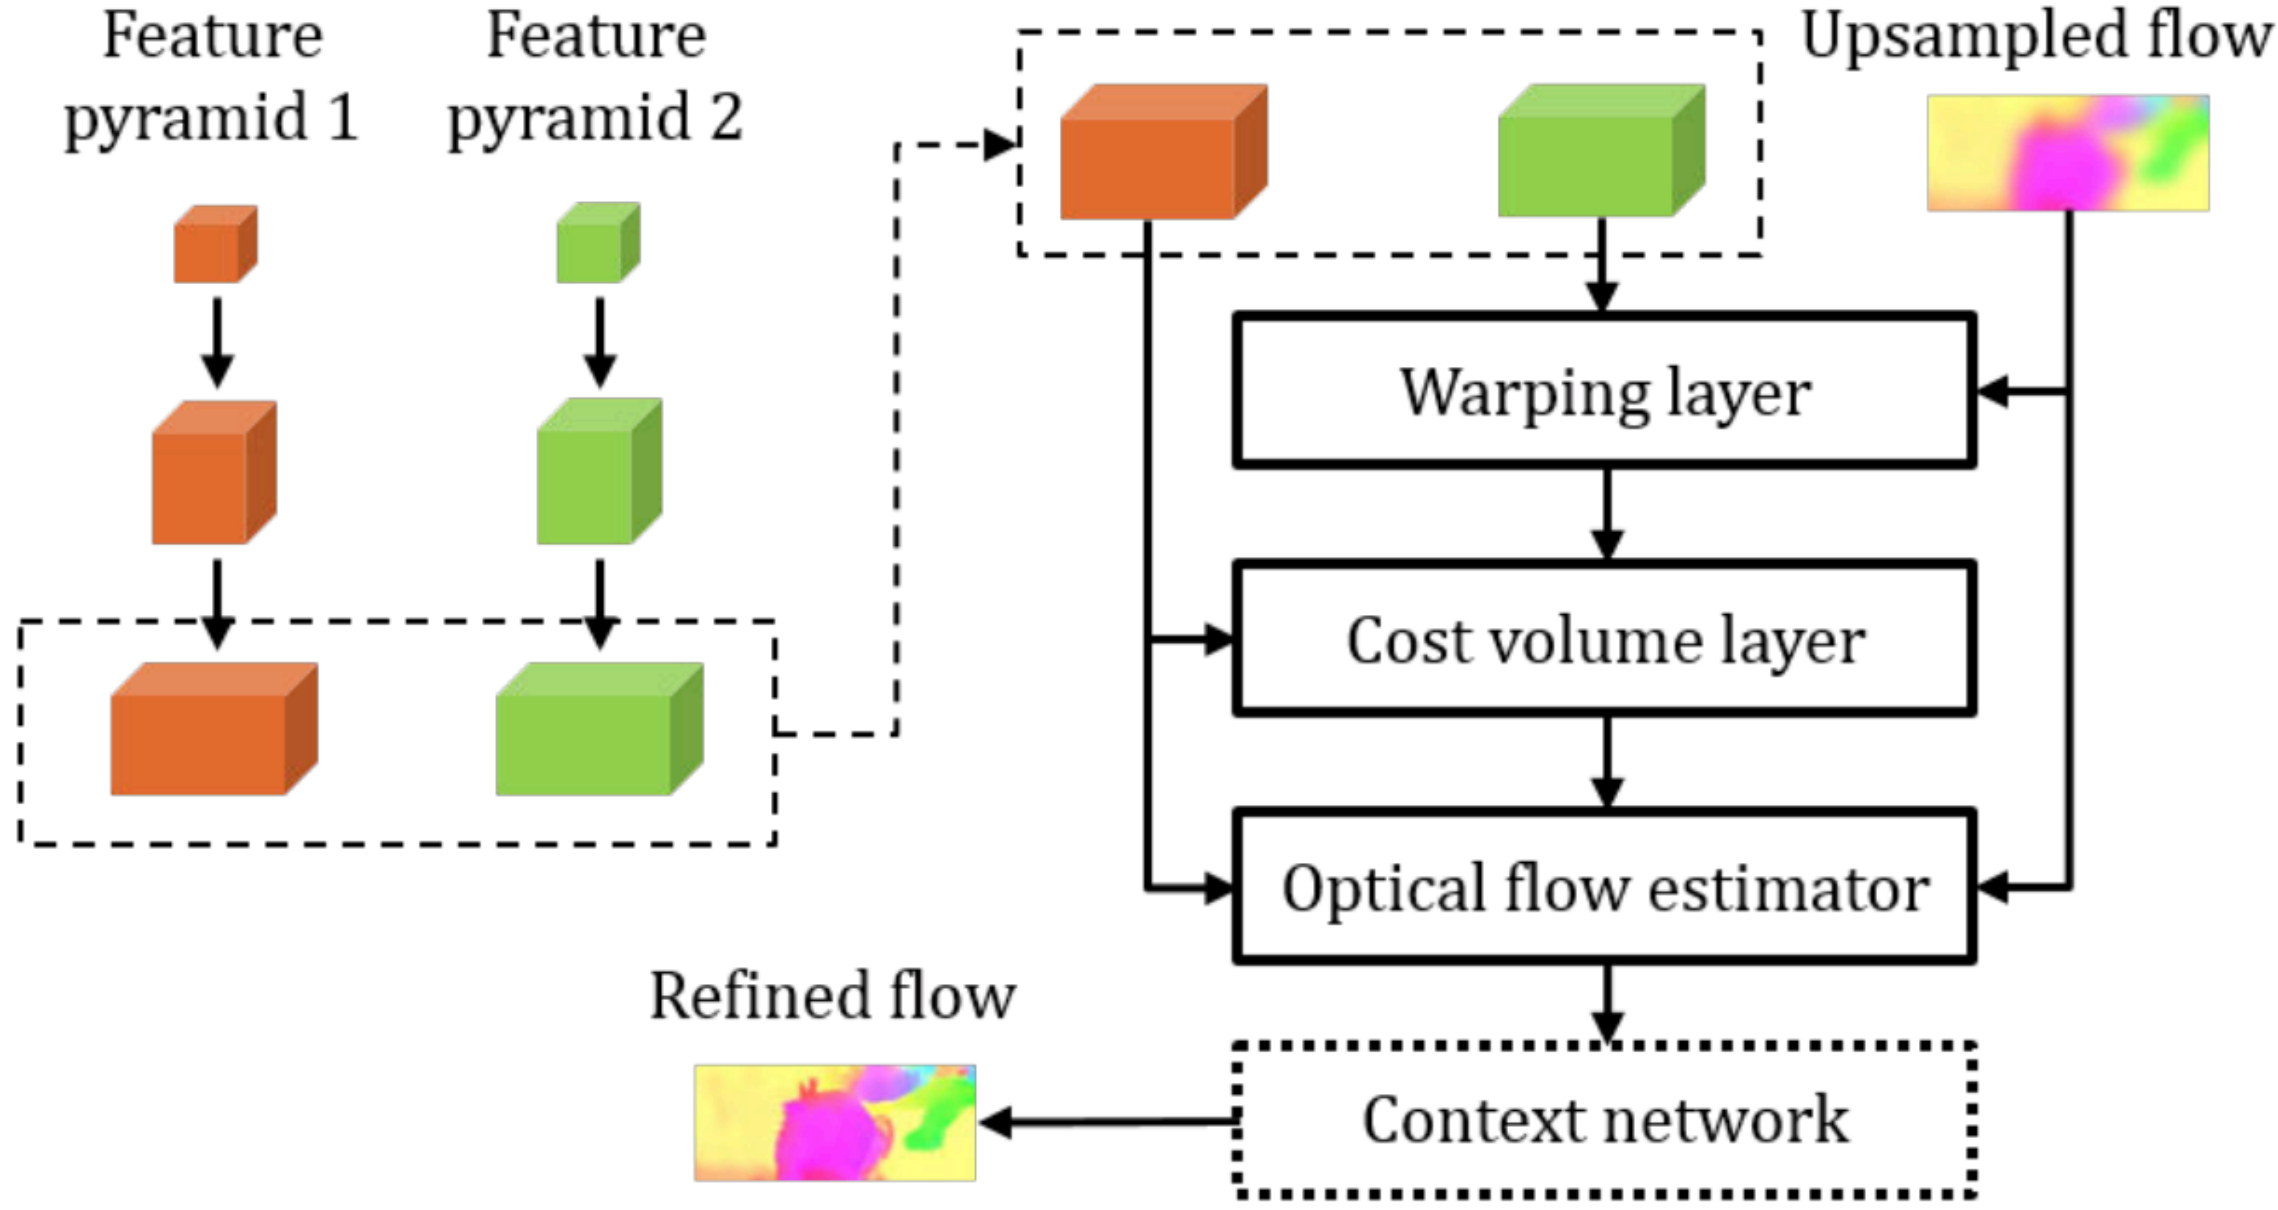 Feature
pyramid 1
Feature
pyramid 2
Upsampled flow
Warping layer
Cost volume layer
Optical flow estimator
Refined flow
Context network